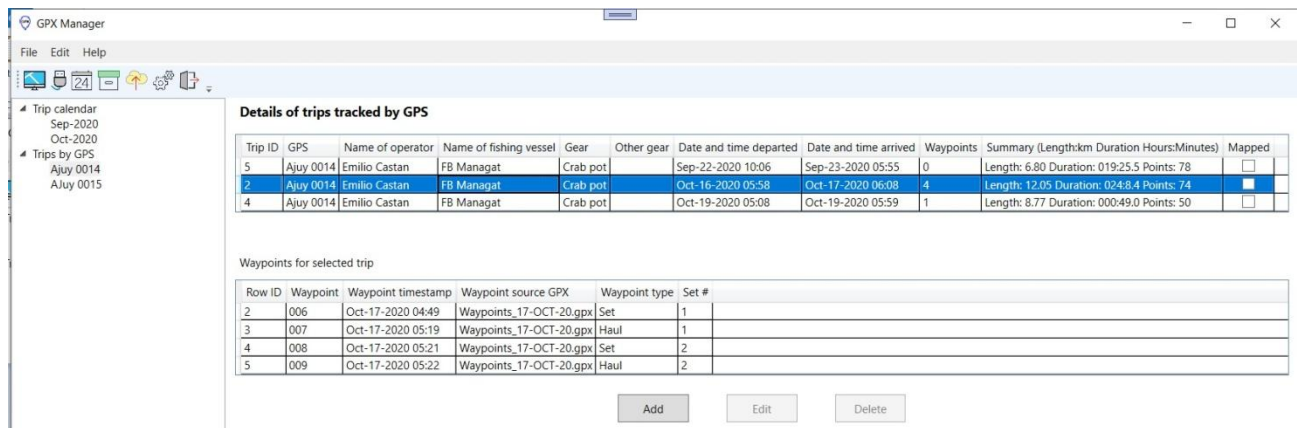 GPX Manager
File Edit Help
24
Trip calendar
Sep-2020
Oct-2020
Trips by GPS
Ajuy 0014
AJuy 0015
Details of trips tracked by GPS
Trip ID GPS Name of operator Name of fishing vessel Gear Other gear Date and time departed Date and time arrived Waypoints Summary (Length:km Duration Hours:Minutes) Mapped
5 Ajuy 0014 Emilio Castan FB Managat Crab pot Sep-22-2020 10:06 Sep-23-2020 05:55 0 Length: 6.80 Duration: 019:25.5 Points: 78
2 Ajuy 0014 Emilio Castan FB Managat Crab pot Oct-16-2020 05:58 Oct-17-2020 06:08 4 Length: 12.05 Duration: 024:8.4 Points: 74
4 Ajuy 0014 Emilio Castan FB Managat Crab pot Oct-19-2020 05:08 Oct-19-2020 05:59 1 Length: 8.77 Duration: 000:49.0 Points: 50
Waypoints for selected trip
Row ID Waypoint Waypoint timestamp Waypoint source GPX Waypoint type Set #
2 006 Oct-17-2020 04:49 Waypoints_17-OCT-20.gpx Set 1
3 007 Oct-17-2020 05:19 Waypoints_17-OCT-20.gpx Haul 1
4 008 Oct-17-2020 05:21 Waypoints_17-OCT-20.gpx Set 2
5 009 Oct-17-2020 05:22 Waypoints_17-OCT-20.gpx Haul 2
Add Edit Delete